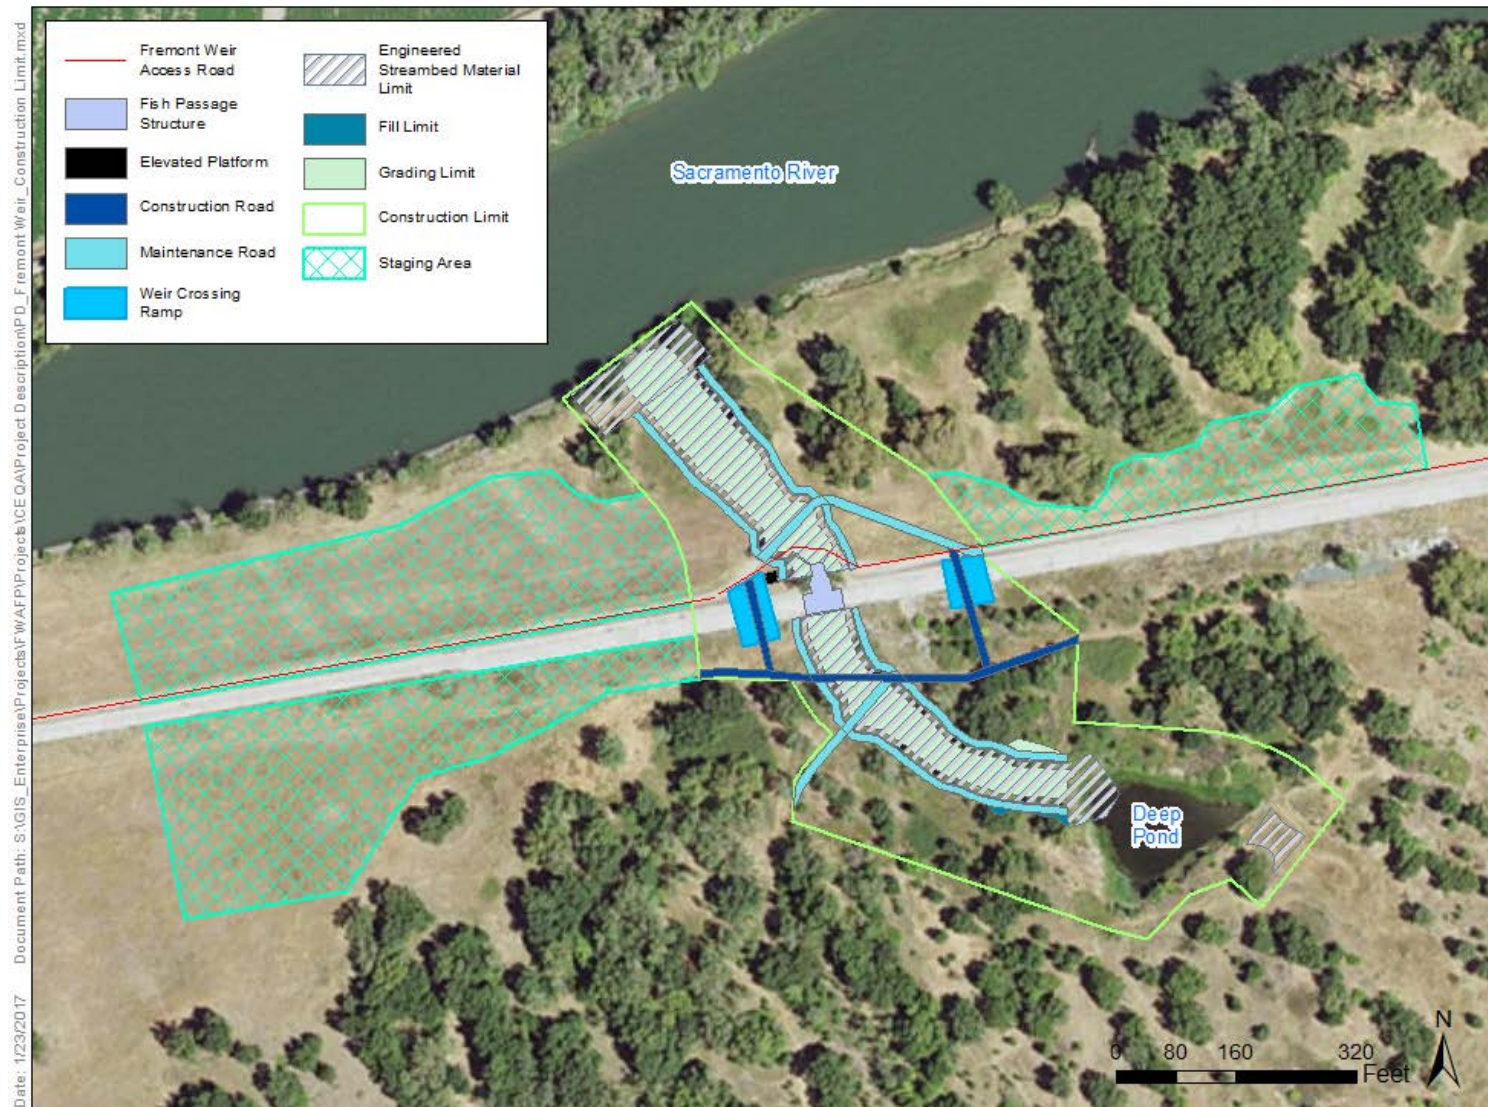 Fremont Weir
Access Road
Fish Passage
Structure
Elevated Platform
Construction Road
Maintenance Road
Weir Crossing
Ramp
Engineered
Streambed Material
Limit
Fill Limit
Grading Limit
Construction Limit
Staging Area
Sacramento River
Deep
Pond
N
0 80 160 320
Feet
Date: 1/23/2017 Document Path: S:\GIS_Enterprise\Projects\FWAFP\Projects\CEQA\Project Description\PD_Fremont Weir_Construction Limit.mxd